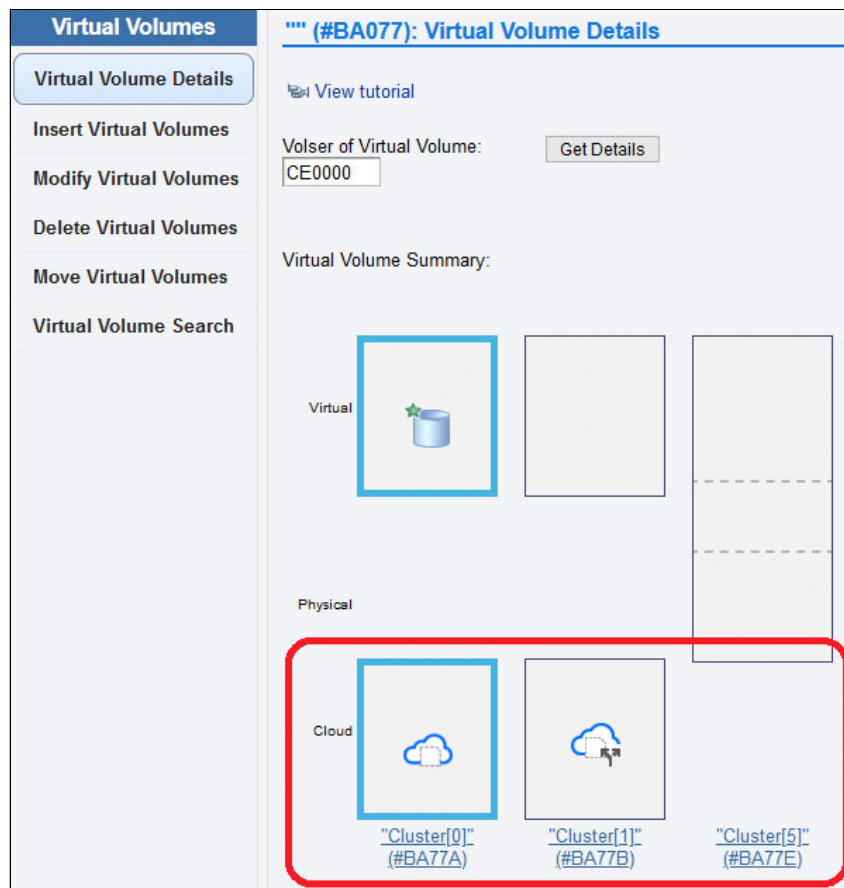 Virtual Volumes
Virtual Volume Details
Insert Virtual Volumes
Modify Virtual Volumes
Delete Virtual Volumes
Move Virtual Volumes
Virtual Volume Search
"" (#BA077): Virtual Volume Details
View tutorial
Volser of Virtual Volume:
Get Details
CE0000
Virtual Volume Summary:
Virtual
Physical
Cloud
"Cluster[0]" "Cluster[1]" "Cluster[5]"
(#BA77A) (#BA77B) (#BA77E)